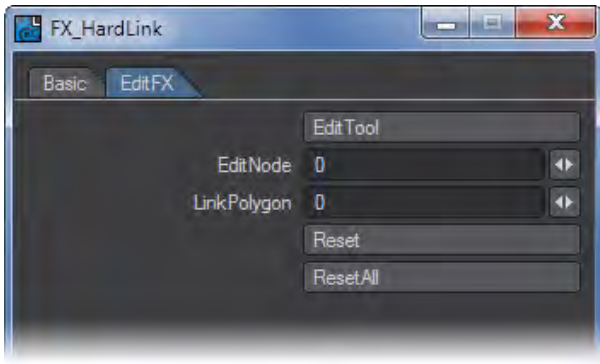 FX_HardLink
Basic EditFX
EditTool
EditNode 0
LinkPolygon 0
Reset
ResetAll